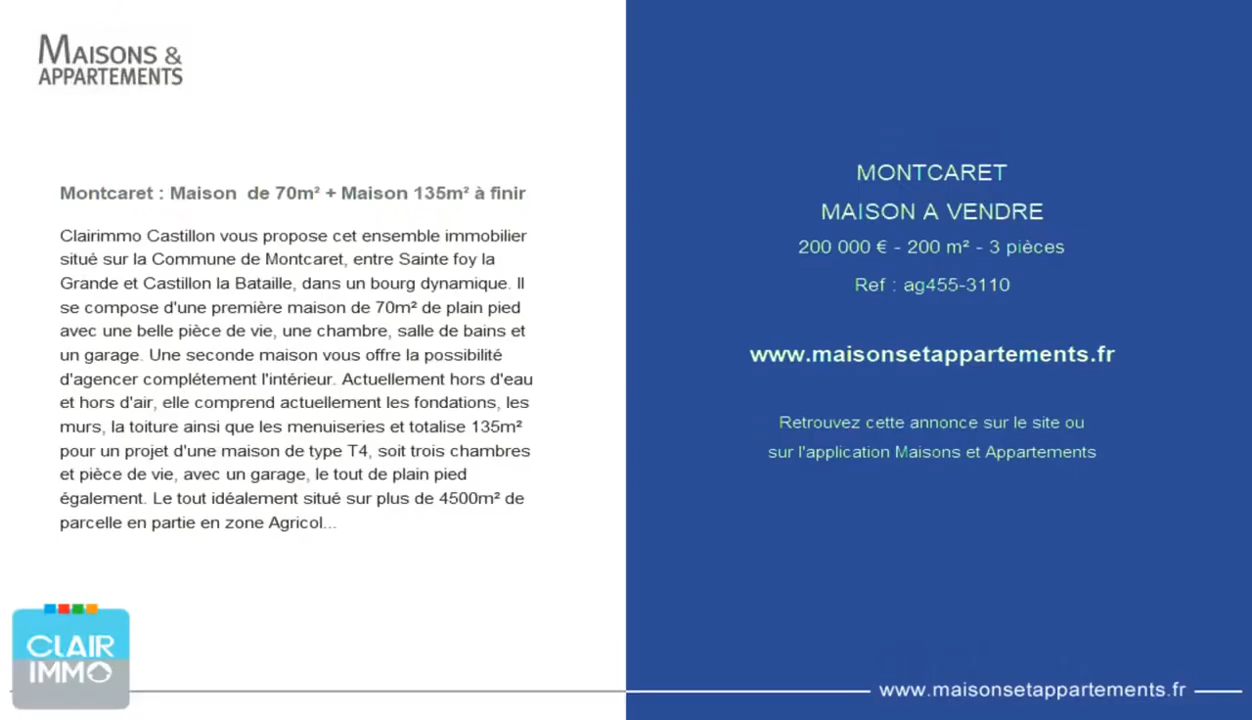 MAISONS &
APPARTEMENTS
Montcaret : Maison  de 70m² + Maison 135m² à finir
Clairimmo Castillon vous propose cet ensemble immobilier
situé sur la Commune de Montcaret, entre Sainte foy la
Grande et Castillon la Bataille, dans un bourg dynamique. Il
se compose d'une première maison de 70m² de plain pied
avec une belle pièce de vie, une chambre, salle de bains et
un garage. Une seconde maison vous offre la possibilité
d'agencer complétement l'intérieur. Actuellement hors d'eau
et hors d'air, elle comprend actuellement les fondations, les
murs, la toiture ainsi que les menuiseries et totalise 135m²
pour un projet d'une maison de type T4, soit trois chambres
et pièce de vie, avec un garage, le tout de plain pied
également. Le tout idéalement situé sur plus de 4500m² de
parcelle en partie en zone Agricol...
CLAIR
IMMO
MONTCARET
MAISON A VENDRE
200 000 € - 200 m² - 3 pièces
Ref : ag455-3110
www.maisonsetappartements.fr
Retrouvez cette annonce sur le site ou
sur l'application Maisons et Appartements
www.maisonsetappartements.fr